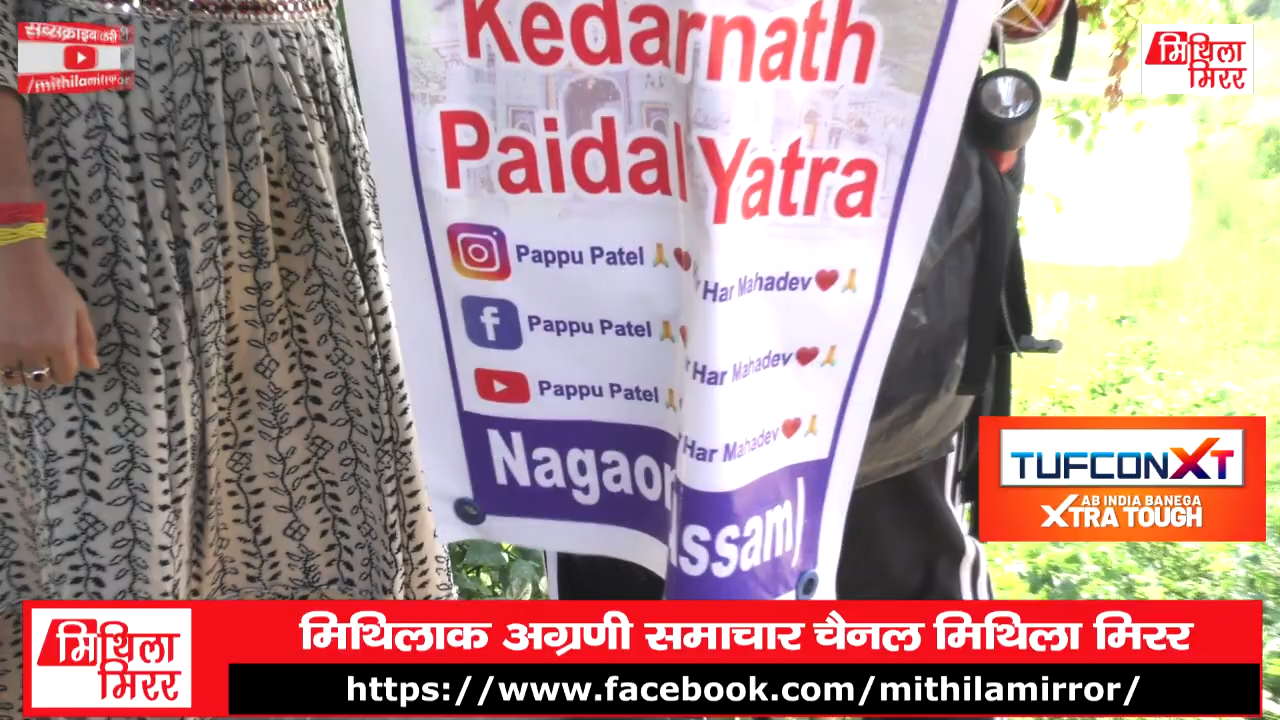 सब्सक्राइब करी
/mithilamirror
मिथिला
मिरर
Kedarnath
Paidal Yatra
Pappu Patel 🙏❤️ Har Mahadev❤️🙏
Pappu Patel 🙏 Har Mahadev❤️🙏
Pappu Patel 🙏 Har Mahadev❤️🙏
Nagaon Assam)
TUFCONXT
AB INDIA BANEGA
XTRA TOUGH
मिथिला
मिरर
मिथिलाक अग्रणी समाचार चैनल मिथिला मिरर
https://www.facebook.com/mithilamirror/